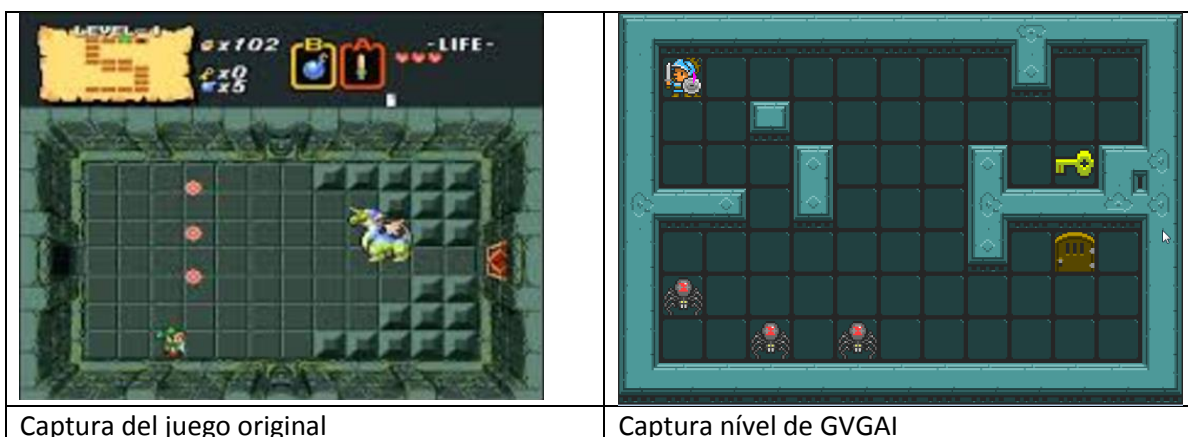 LEVEL-1
x102
B
A
-LIFE-
x0
x5
Captura del juego original
Captura nível de GVGAI